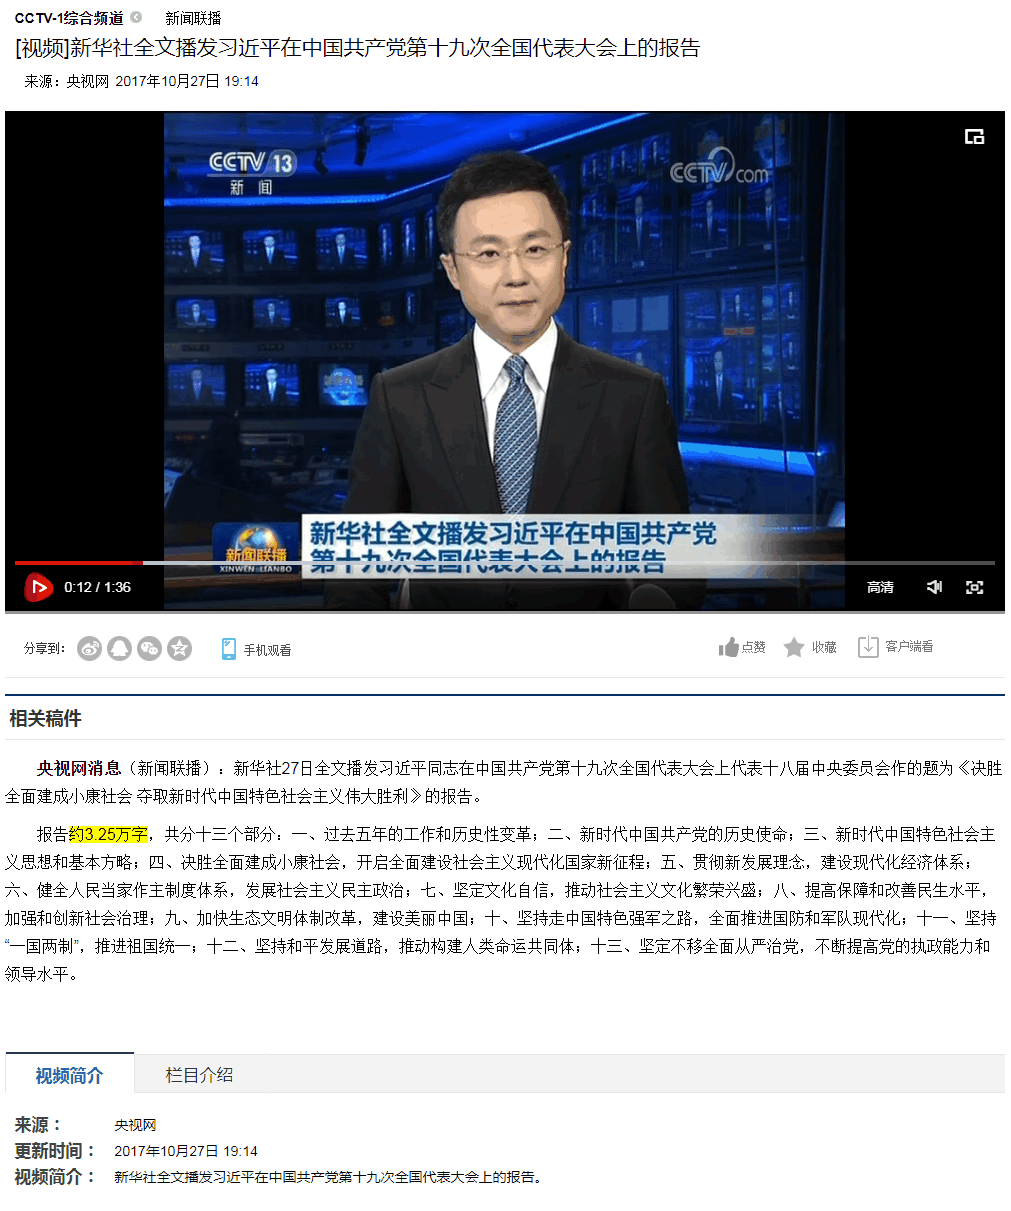 CCTV-1综合频道 新闻联播
[视频]新华社全文播发习近平在中国共产党第十九次全国代表大会上的报告
来源：央视网 2017年10月27日 19:14
CCTV 13
新闻
CCTV.com
新华社全文播发习近平在中国共产党
第十九次全国代表大会上的报告
新闻联播
XINWEN LIANBO
0:12 / 1:36
高清
分享到：
手机观看
点赞
收藏
客户端看
相关稿件
央视网消息（新闻联播）：新华社27日全文播发习近平同志在中国共产党第十九次全国代表大会上代表十八届中央委员会作的题为《决胜
全面建成小康社会 夺取新时代中国特色社会主义伟大胜利》的报告。
报告约3.25万字，共分十三个部分：一、过去五年的工作和历史性变革；二、新时代中国共产党的历史使命；三、新时代中国特色社会主
义思想和基本方略；四、决胜全面建成小康社会，开启全面建设社会主义现代化国家新征程；五、贯彻新发展理念，建设现代化经济体系；
六、健全人民当家作主制度体系，发展社会主义民主政治；七、坚定文化自信，推动社会主义文化繁荣兴盛；八、提高保障和改善民生水平，
加强和创新社会治理；九、加快生态文明体制改革，建设美丽中国；十、坚持走中国特色强军之路，全面推进国防和军队现代化；十一、坚持
“一国两制”，推进祖国统一；十二、坚持和平发展道路，推动构建人类命运共同体；十三、坚定不移全面从严治党，不断提高党的执政能力和
领导水平。
视频简介
栏目介绍
来源： 央视网
更新时间： 2017年10月27日 19:14
视频简介： 新华社全文播发习近平在中国共产党第十九次全国代表大会上的报告。